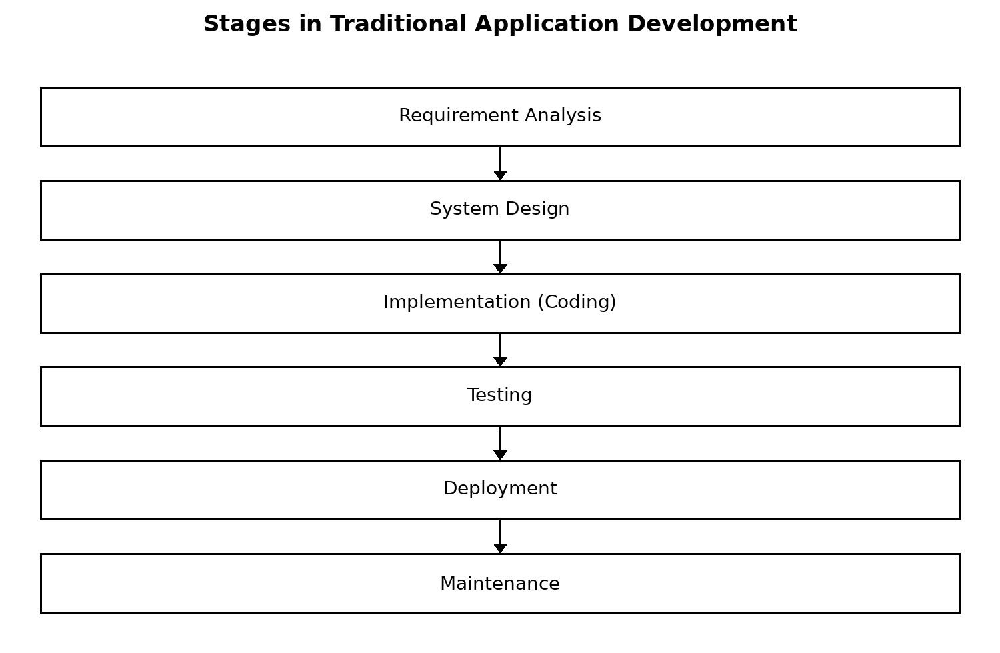 Stages in Traditional Application Development
Requirement Analysis
System Design
Implementation (Coding)
Testing
Deployment
Maintenance